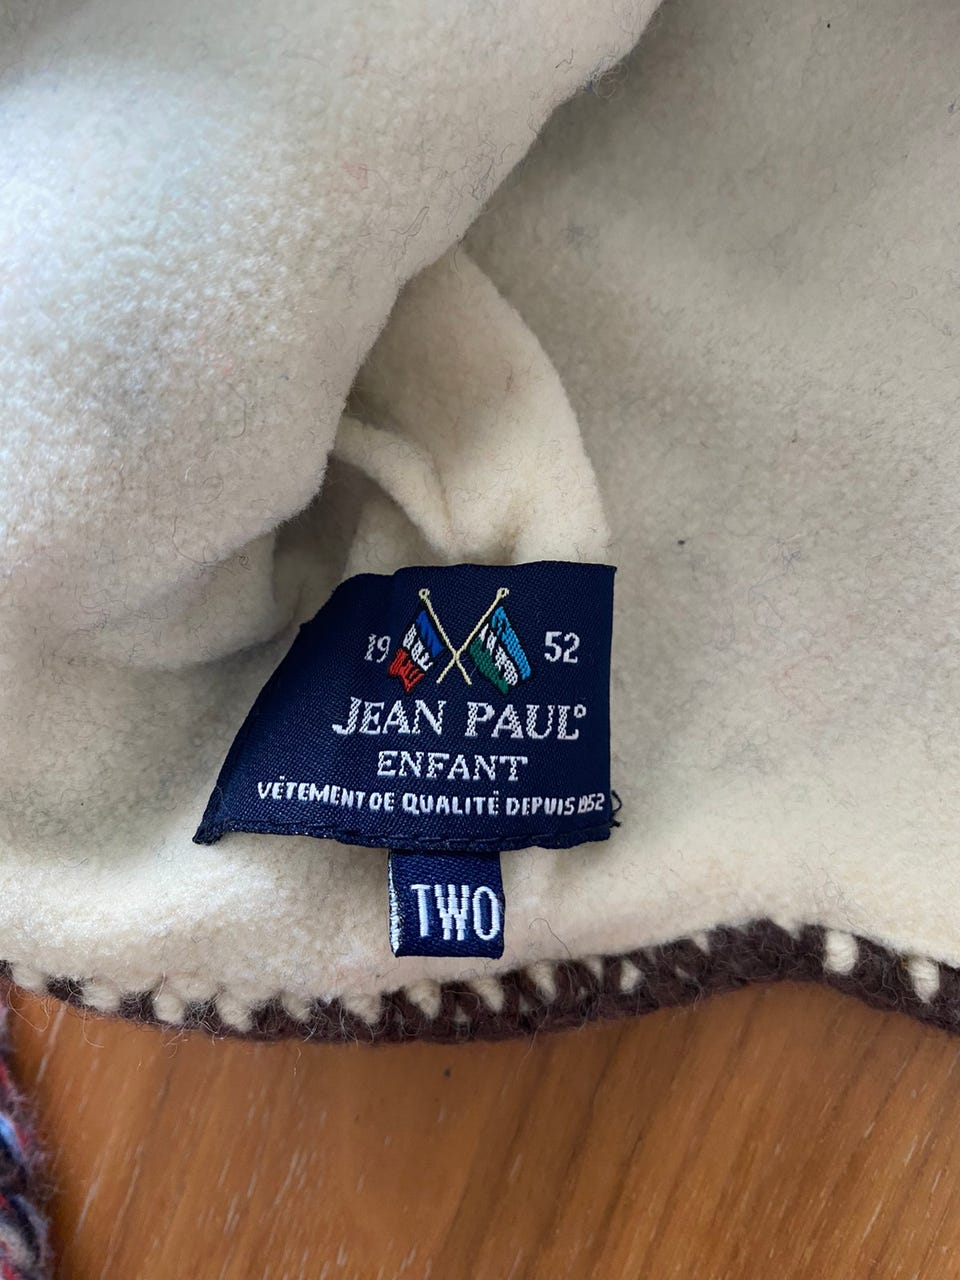 19 52
JEAN PAUL°
ENFANT
VÊTEMENT DE QUALITÉ DEPUIS 1952
TWO